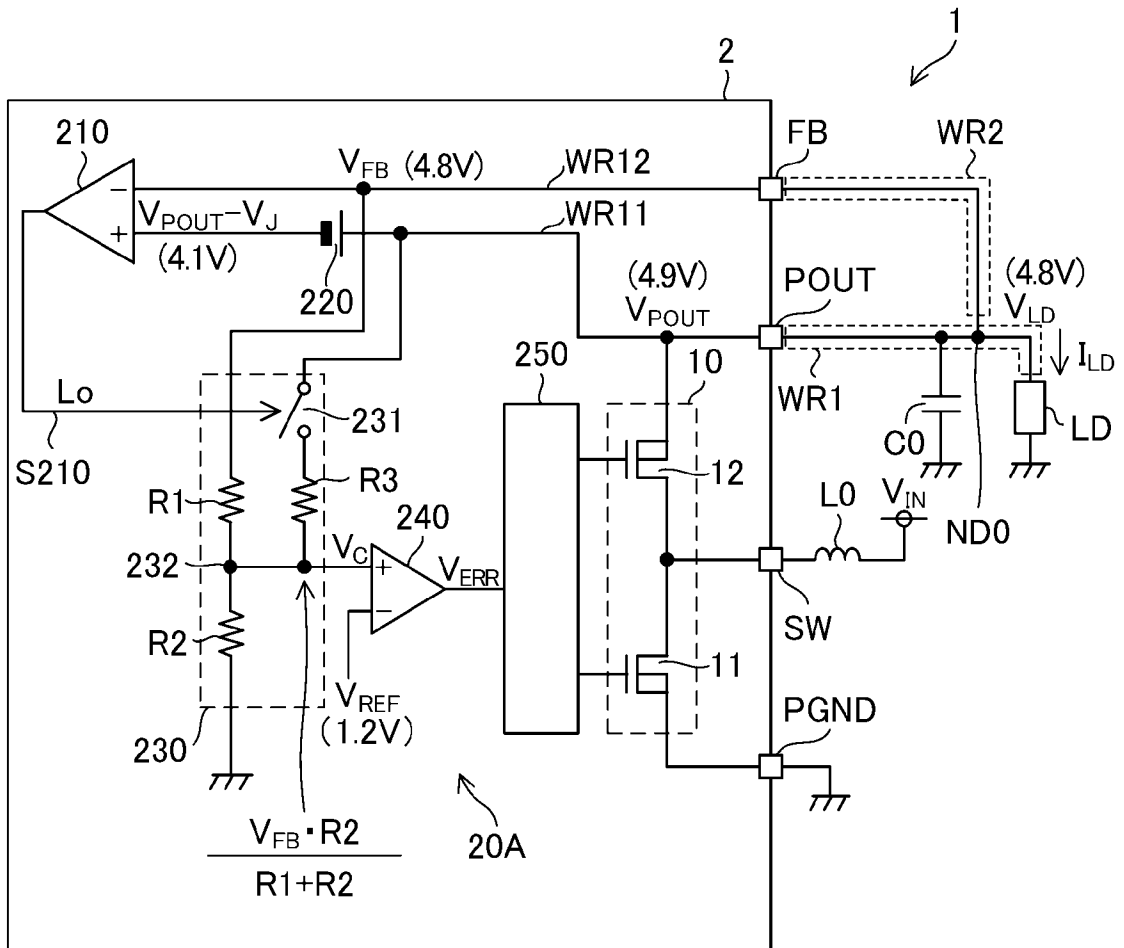 1
2
210
FB
WR2
V_FB (4.8V)
WR12
V_POUT−V_J
(4.1V)
WR11
220
(4.9V)
V_POUT
POUT
(4.8V)
V_LD
I_LD
Lo
S210
231
250
10
WR1
C0
LD
R1
R3
12
L0
V_IN
ND0
240
232
V_C
V_ERR
SW
R2
11
V_REF
(1.2V)
PGND
230
V_FB・R2
R1+R2
20A